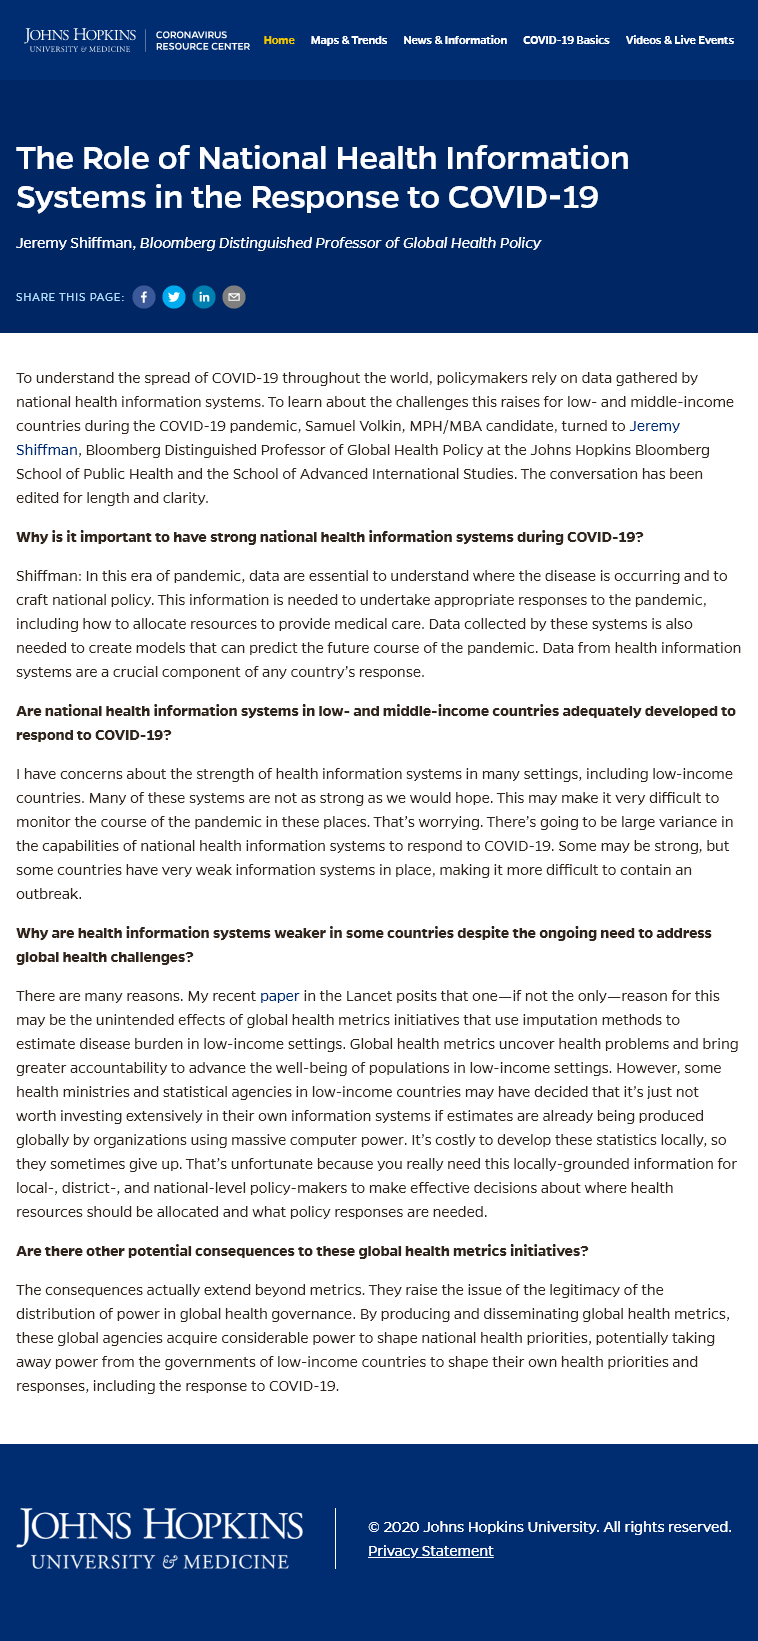 JOHNS HOPKINS
UNIVERSITY & MEDICINE
CORONAVIRUS
RESOURCE CENTER
Home
Maps & Trends
News & Information
COVID-19 Basics
Videos & Live Events
The Role of National Health Information
Systems in the Response to COVID-19
Jeremy Shiffman, Bloomberg Distinguished Professor of Global Health Policy
SHARE THIS PAGE:
To understand the spread of COVID-19 throughout the world, policymakers rely on data gathered by
national health information systems. To learn about the challenges this raises for low- and middle-income
countries during the COVID-19 pandemic, Samuel Volkin, MPH/MBA candidate, turned to Jeremy
Shiffman, Bloomberg Distinguished Professor of Global Health Policy at the Johns Hopkins Bloomberg
School of Public Health and the School of Advanced International Studies. The conversation has been
edited for length and clarity.
Why is it important to have strong national health information systems during COVID-19?
Shiffman: In this era of pandemic, data are essential to understand where the disease is occurring and to
craft national policy. This information is needed to undertake appropriate responses to the pandemic,
including how to allocate resources to provide medical care. Data collected by these systems is also
needed to create models that can predict the future course of the pandemic. Data from health information
systems are a crucial component of any country's response.
Are national health information systems in low- and middle-income countries adequately developed to
respond to COVID-19?
I have concerns about the strength of health information systems in many settings, including low-income
countries. Many of these systems are not as strong as we would hope. This may make it very difficult to
monitor the course of the pandemic in these places. That's worrying. There's going to be large variance in
the capabilities of national health information systems to respond to COVID-19. Some may be strong, but
some countries have very weak information systems in place, making it more difficult to contain an
outbreak.
Why are health information systems weaker in some countries despite the ongoing need to address
global health challenges?
There are many reasons. My recent paper in the Lancet posits that one—if not the only—reason for this
may be the unintended effects of global health metrics initiatives that use imputation methods to
estimate disease burden in low-income settings. Global health metrics uncover health problems and bring
greater accountability to advance the well-being of populations in low-income settings. However, some
health ministries and statistical agencies in low-income countries may have decided that it's just not
worth investing extensively in their own information systems if estimates are already being produced
globally by organizations using massive computer power. It's costly to develop these statistics locally, so
they sometimes give up. That's unfortunate because you really need this locally-grounded information for
local-, district-, and national-level policy-makers to make effective decisions about where health
resources should be allocated and what policy responses are needed.
Are there other potential consequences to these global health metrics initiatives?
The consequences actually extend beyond metrics. They raise the issue of the legitimacy of the
distribution of power in global health governance. By producing and disseminating global health metrics,
these global agencies acquire considerable power to shape national health priorities, potentially taking
away power from the governments of low-income countries to shape their own health priorities and
responses, including the response to COVID-19.
JOHNS HOPKINS
UNIVERSITY & MEDICINE
© 2020 Johns Hopkins University. All rights reserved.
Privacy Statement